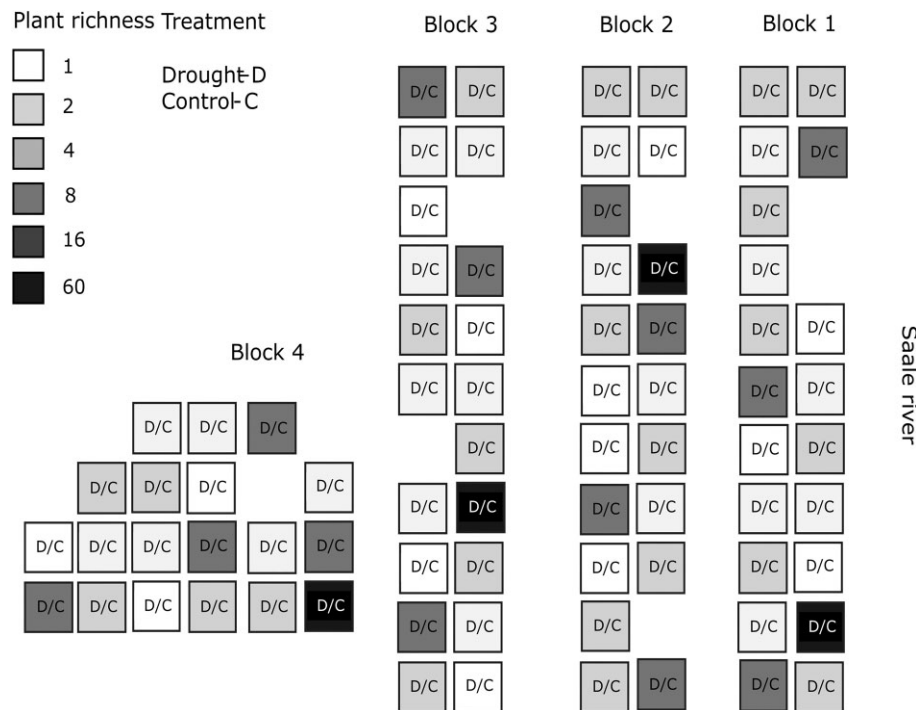 Plant richness
1
2
4
8
16
60
Treatment
Drought-D
Control-C
Block 4
D/C D/C D/C
D/C D/C D/C D/C
D/C D/C D/C D/C D/C D/C
D/C D/C D/C D/C D/C D/C
Block 3
D/C D/C
D/C D/C
D/C
D/C D/C
D/C D/C
D/C D/C
D/C
D/C D/C
D/C D/C
D/C D/C
D/C D/C
Block 2
D/C D/C
D/C D/C
D/C
D/C D/C
D/C D/C
D/C D/C
D/C D/C
D/C D/C
D/C D/C
D/C
D/C D/C
Block 1
D/C D/C
D/C D/C
D/C
D/C
D/C D/C
D/C D/C
D/C D/C
D/C D/C
D/C D/C
D/C D/C
D/C D/C
Saale river